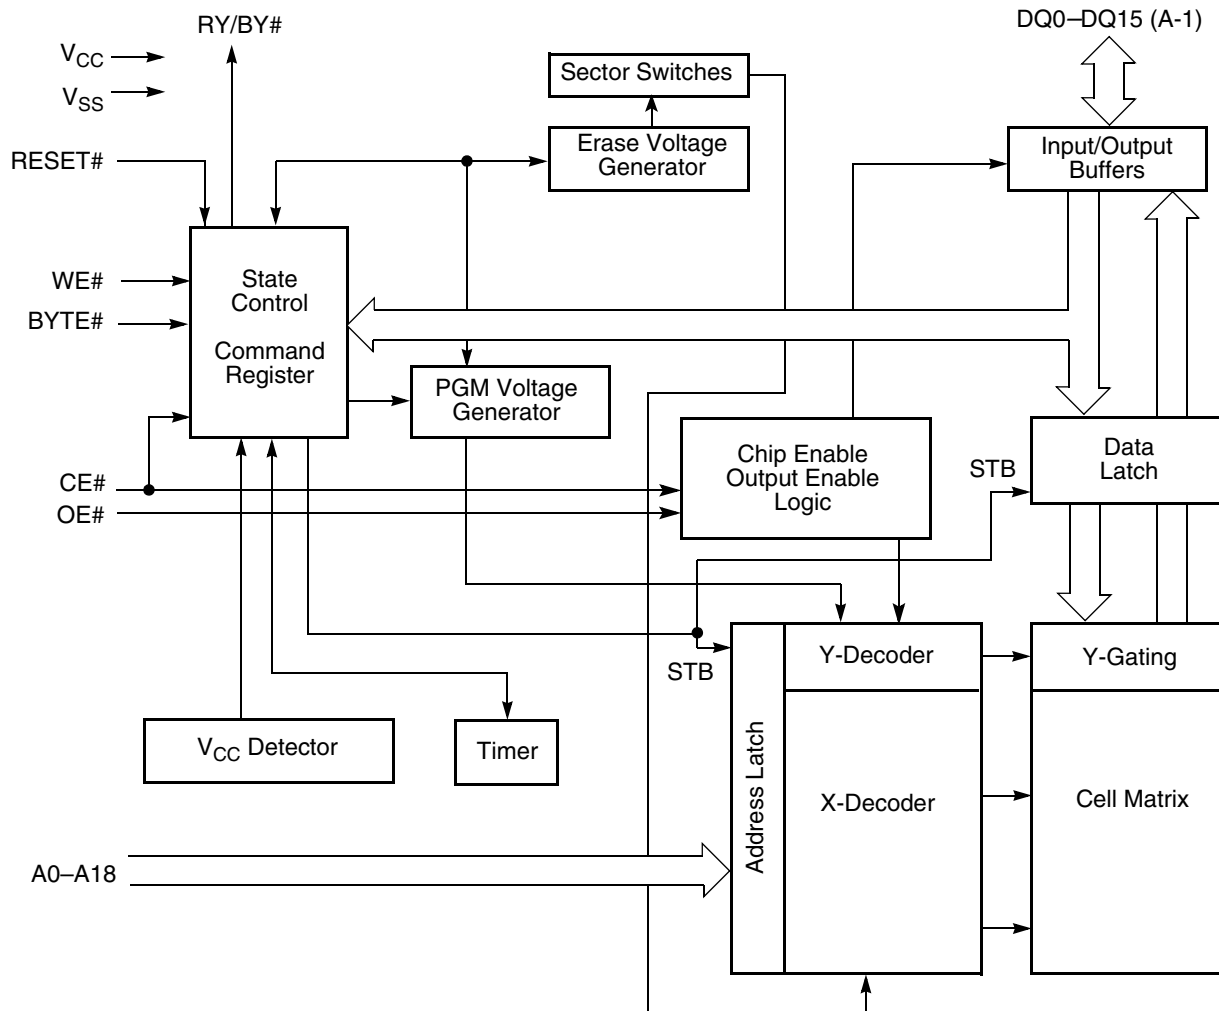 RY/BY#
DQ0–DQ15 (A-1)
VCC
VSS
Sector Switches
RESET#
Erase Voltage
Generator
Input/Output
Buffers
WE#
BYTE#
State
Control
Command
Register
PGM Voltage
Generator
Chip Enable
Output Enable
Logic
STB
Data
Latch
CE#
OE#
STB
Y-Decoder
Y-Gating
VCC Detector
Timer
Address Latch
X-Decoder
Cell Matrix
A0–A18